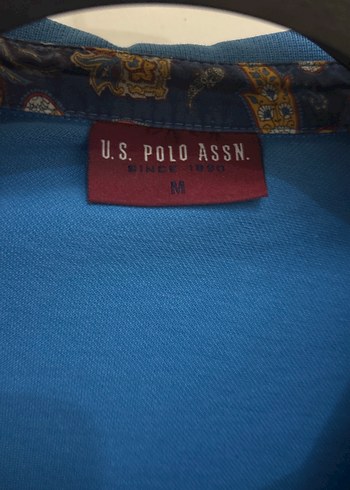 U.S. POLO ASSN.
SINCE 1890
M